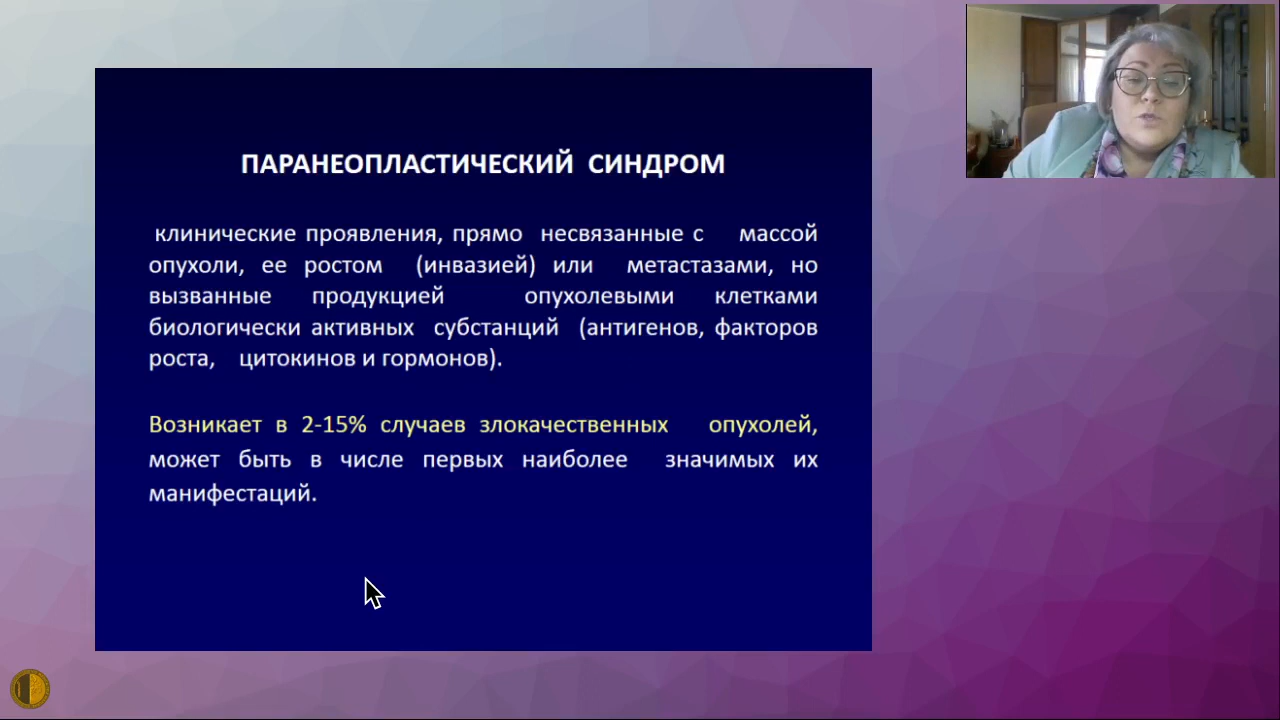 ПАРАНЕОПЛАСТИЧЕСКИЙ СИНДРОМ
клинические проявления, прямо несвязанные с массой
опухоли, ее ростом (инвазией) или метастазами, но
вызванные продукцией опухолевыми клетками
биологически активных субстанций (антигенов, факторов
роста, цитокинов и гормонов).
Возникает в 2-15% случаев злокачественных опухолей,
может быть в числе первых наиболее значимых их
манифестаций.